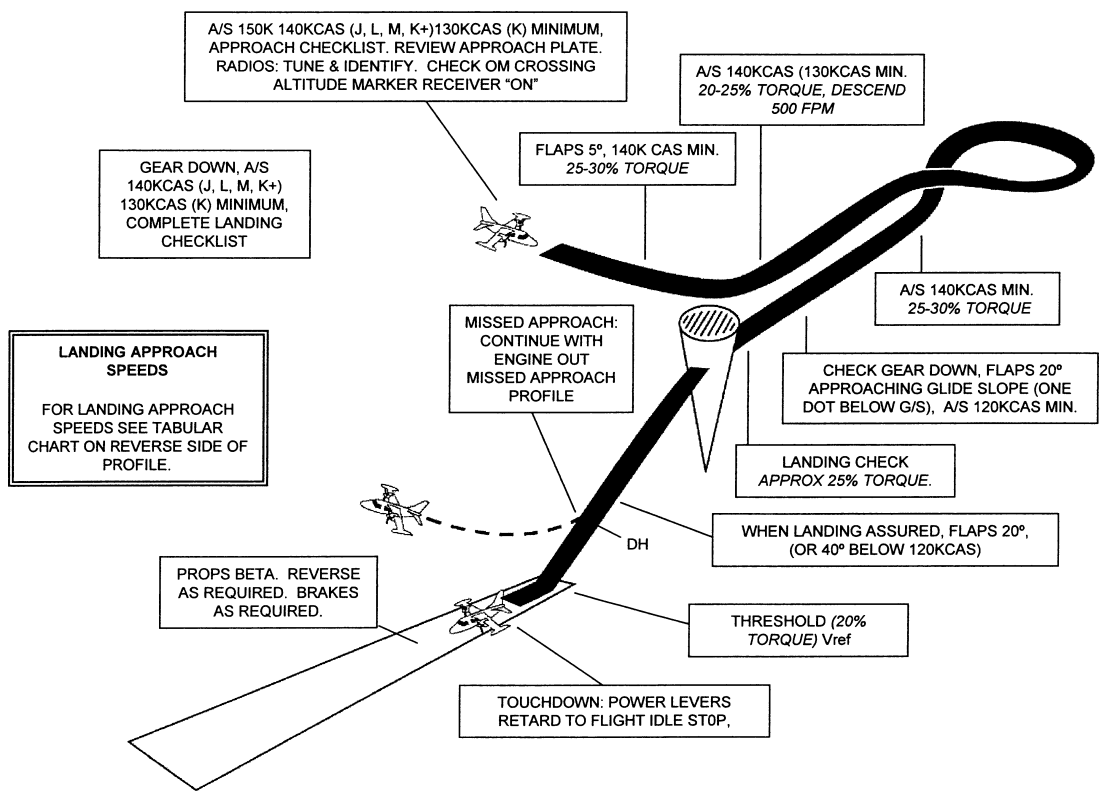 A/S 150K 140KCAS (J, L, M, K+)130KCAS (K) MINIMUM,
APPROACH CHECKLIST. REVIEW APPROACH PLATE.
RADIOS: TUNE & IDENTIFY.  CHECK OM CROSSING
ALTITUDE MARKER RECEIVER “ON”
A/S 140KCAS (130KCAS MIN.
20-25% TORQUE, DESCEND
500 FPM
FLAPS 5º, 140K CAS MIN.
25-30% TORQUE
GEAR DOWN, A/S
140KCAS (J, L, M, K+)
130KCAS (K) MINIMUM,
COMPLETE LANDING
CHECKLIST
A/S 140KCAS MIN.
25-30% TORQUE
MISSED APPROACH:
CONTINUE WITH
ENGINE OUT
MISSED APPROACH
PROFILE
LANDING APPROACH
SPEEDS
FOR LANDING APPROACH
SPEEDS SEE TABULAR
CHART ON REVERSE SIDE OF
PROFILE.
CHECK GEAR DOWN, FLAPS 20º
APPROACHING GLIDE SLOPE (ONE
DOT BELOW G/S),  A/S 120KCAS MIN.
LANDING CHECK
APPROX 25% TORQUE.
WHEN LANDING ASSURED, FLAPS 20º,
(OR 40º BELOW 120KCAS)
DH
PROPS BETA.  REVERSE
AS REQUIRED.  BRAKES
AS REQUIRED.
THRESHOLD (20%
TORQUE) Vref
TOUCHDOWN: POWER LEVERS
RETARD TO FLIGHT IDLE ST0P,